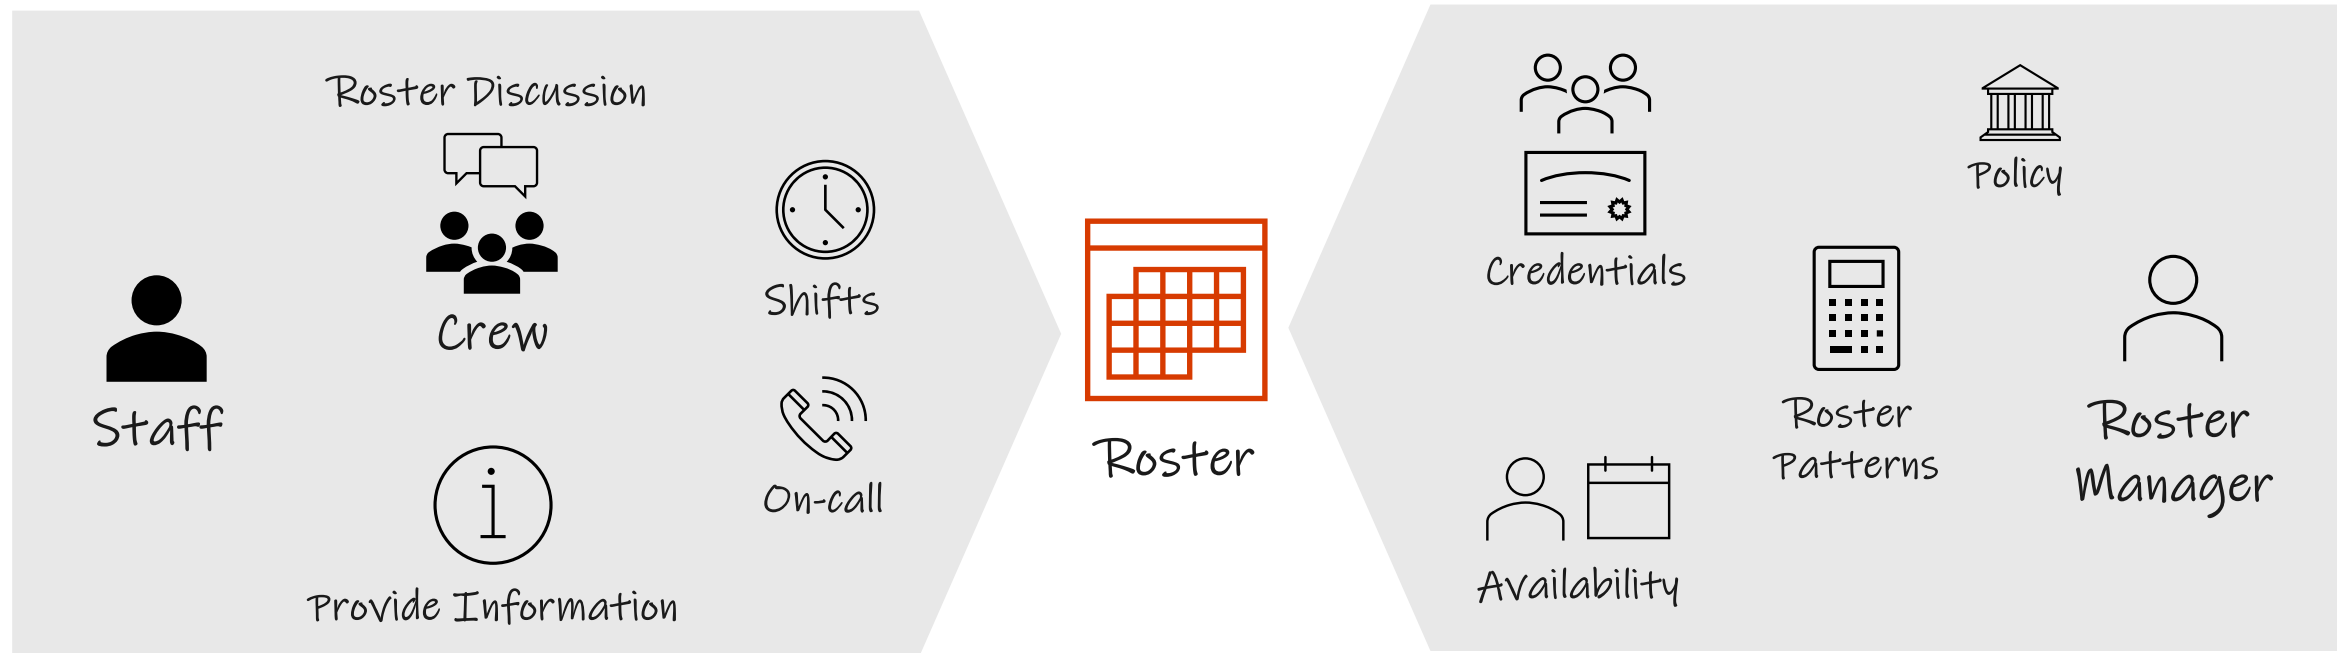 Roster Discussion
Crew
Staff
Provide Information
Shifts
On-call
Roster
Credentials
Availability
Policy
Roster
Patterns
Roster
Manager